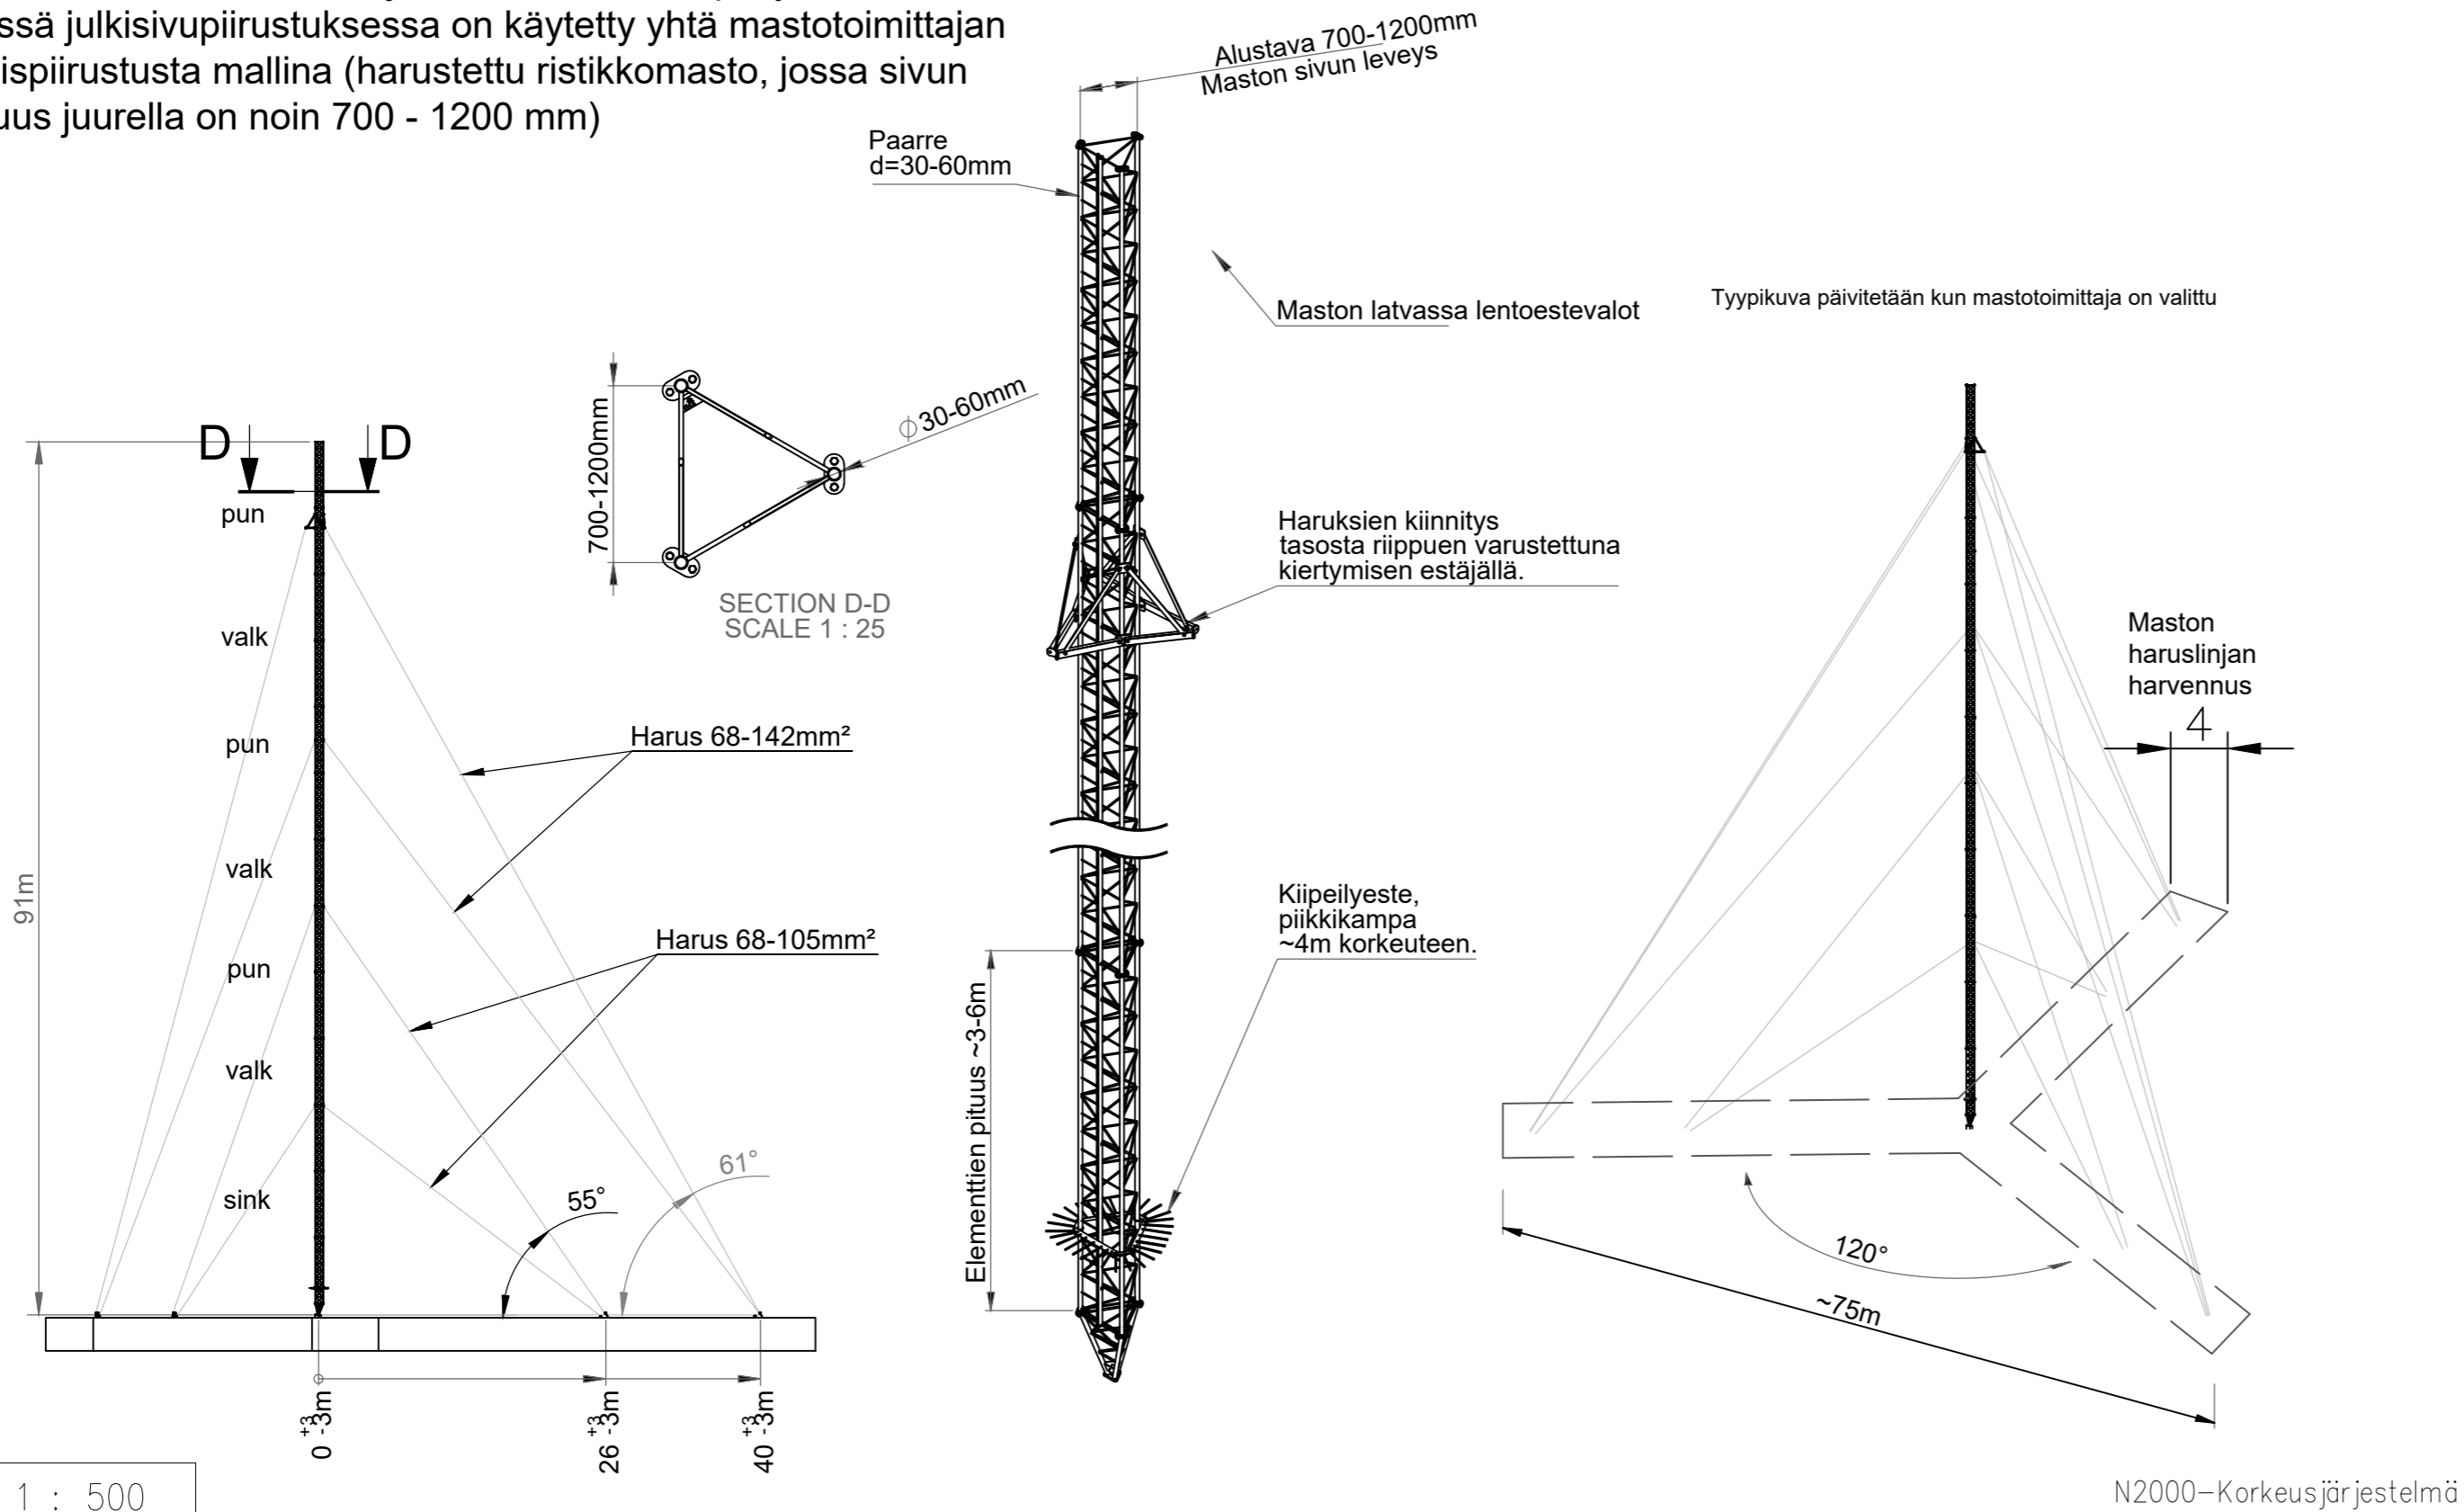 ssä julkisivupiirustuksessa on käytetty yhtä mastotoimittajan
ispiirustusta mallina (harustettu ristikkomasto, jossa sivun
uus juurella on noin 700 - 1200 mm)
Alustava 700-1200mm
Maston sivun leveys
Paarre
d=30-60mm
Maston latvassa lentoestevalot
Tyypikuva päivitetään kun mastotoimittaja on valittu
D
D
700-1200mm
⌀30-60mm
SECTION D-D
SCALE 1 : 25
Haruksien kiinnitys
tasosta riippuen varustettuna
kiertymisen estäjällä.
Maston
haruslinjan
harvennus
4
pun
valk
pun
valk
pun
valk
sink
91m
Harus 68-142mm²
Harus 68-105mm²
55°
61°
Kiipeilyeste,
piikkikampa
~4m korkeuteen.
Elementtien pituus ~3-6m
120°
~75m
0 +3 -3m
26 +3 -3m
40 +3 -3m
1 : 500
N2000-Korkeusjärjestelmä